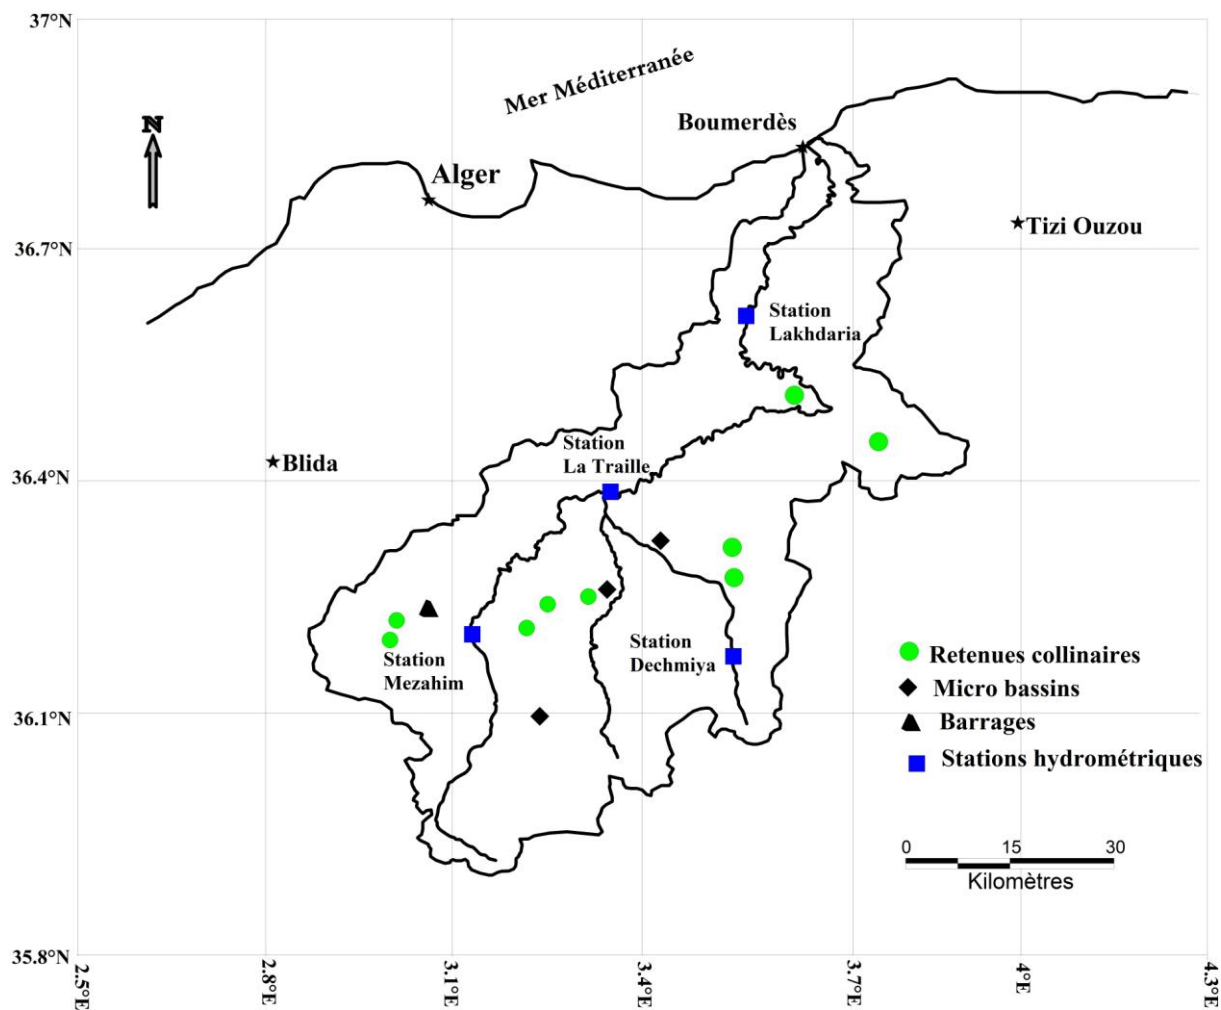 37°N
Mer Méditerranée
Boumerdès
N
Alger
Tizi Ouzou
36.7°N
Station
Lakhdaria
Station
La Traille
Blida
36.4°N
Station
Mezahim
Station
Dechmiya
Retenues collinaires
Micro bassins
Barrages
Stations hydrométriques
36.1°N
0 15 30
Kilomètres
35.8°N
2.5°E 2.8°E 3.1°E 3.4°E 3.7°E 4°E 4.3°E